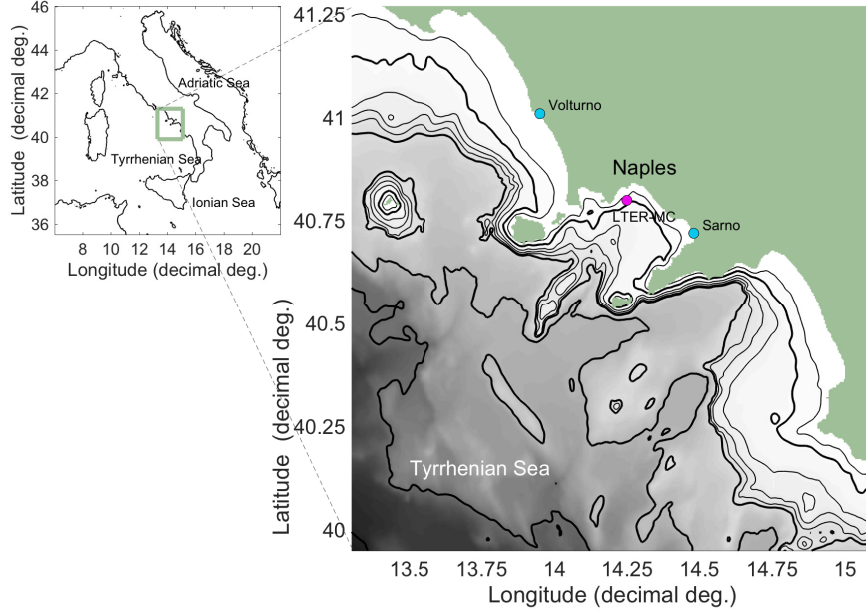 46
44
42
40
38
36
8 10 12 14 16 18 20
Latitude (decimal deg.)
Longitude (decimal deg.)
Adriatic Sea
Tyrrhenian Sea
Ionian Sea
41.25
41
40.75
40.5
40.25
40
Latitude (decimal deg.)
Volturno
Naples
LTER-MC
Sarno
Tyrrhenian Sea
13.5 13.75 14 14.25 14.5 14.75 15
Longitude (decimal deg.)